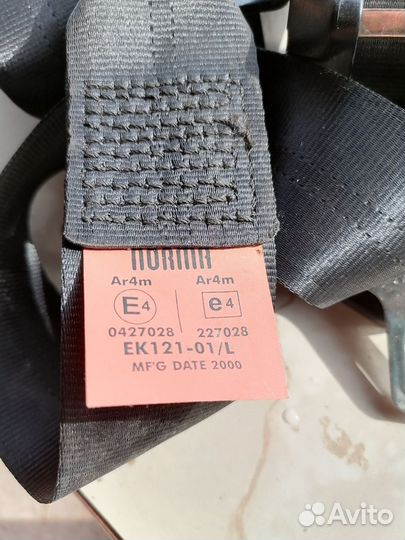 NORMA
Ar4m Ar4m
E4 e4
0427028 227028
EK121-01/L
MF'G DATE 2000
Avito